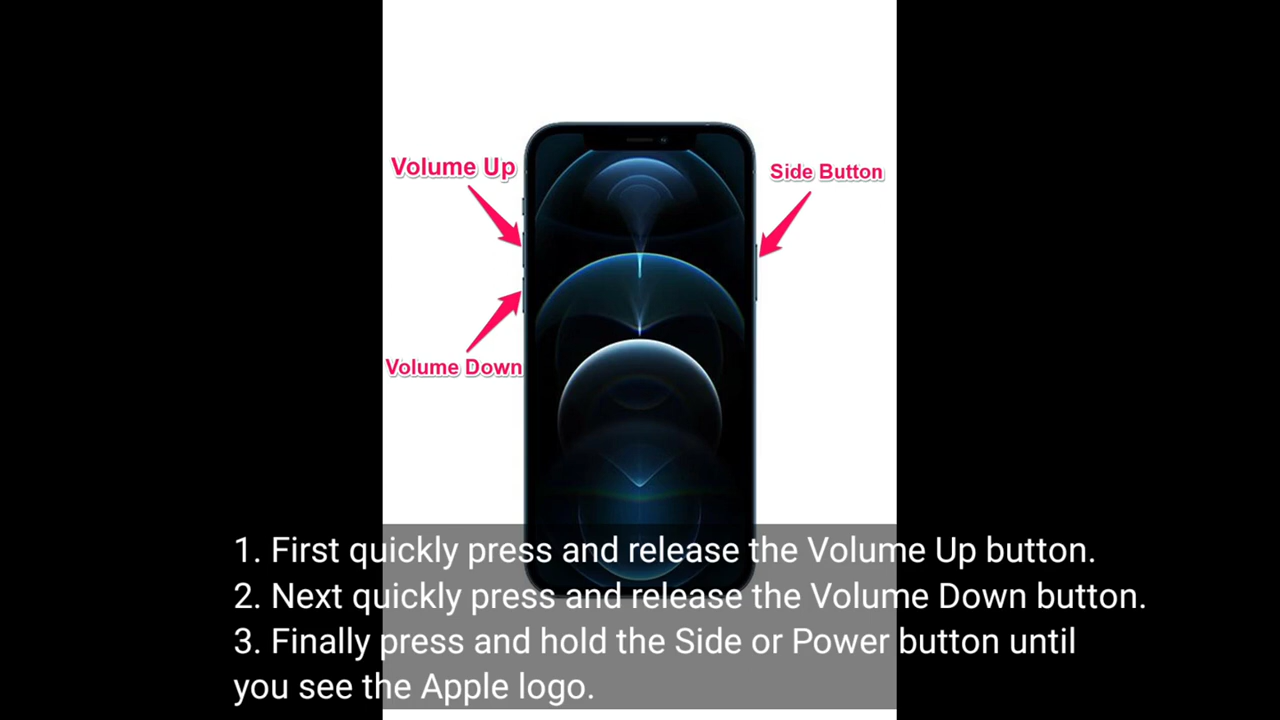 Volume Up
Side Button
Volume Down
1. First quickly press and release the Volume Up button.
2. Next quickly press and release the Volume Down button.
3. Finally press and hold the Side or Power button until
you see the Apple logo.